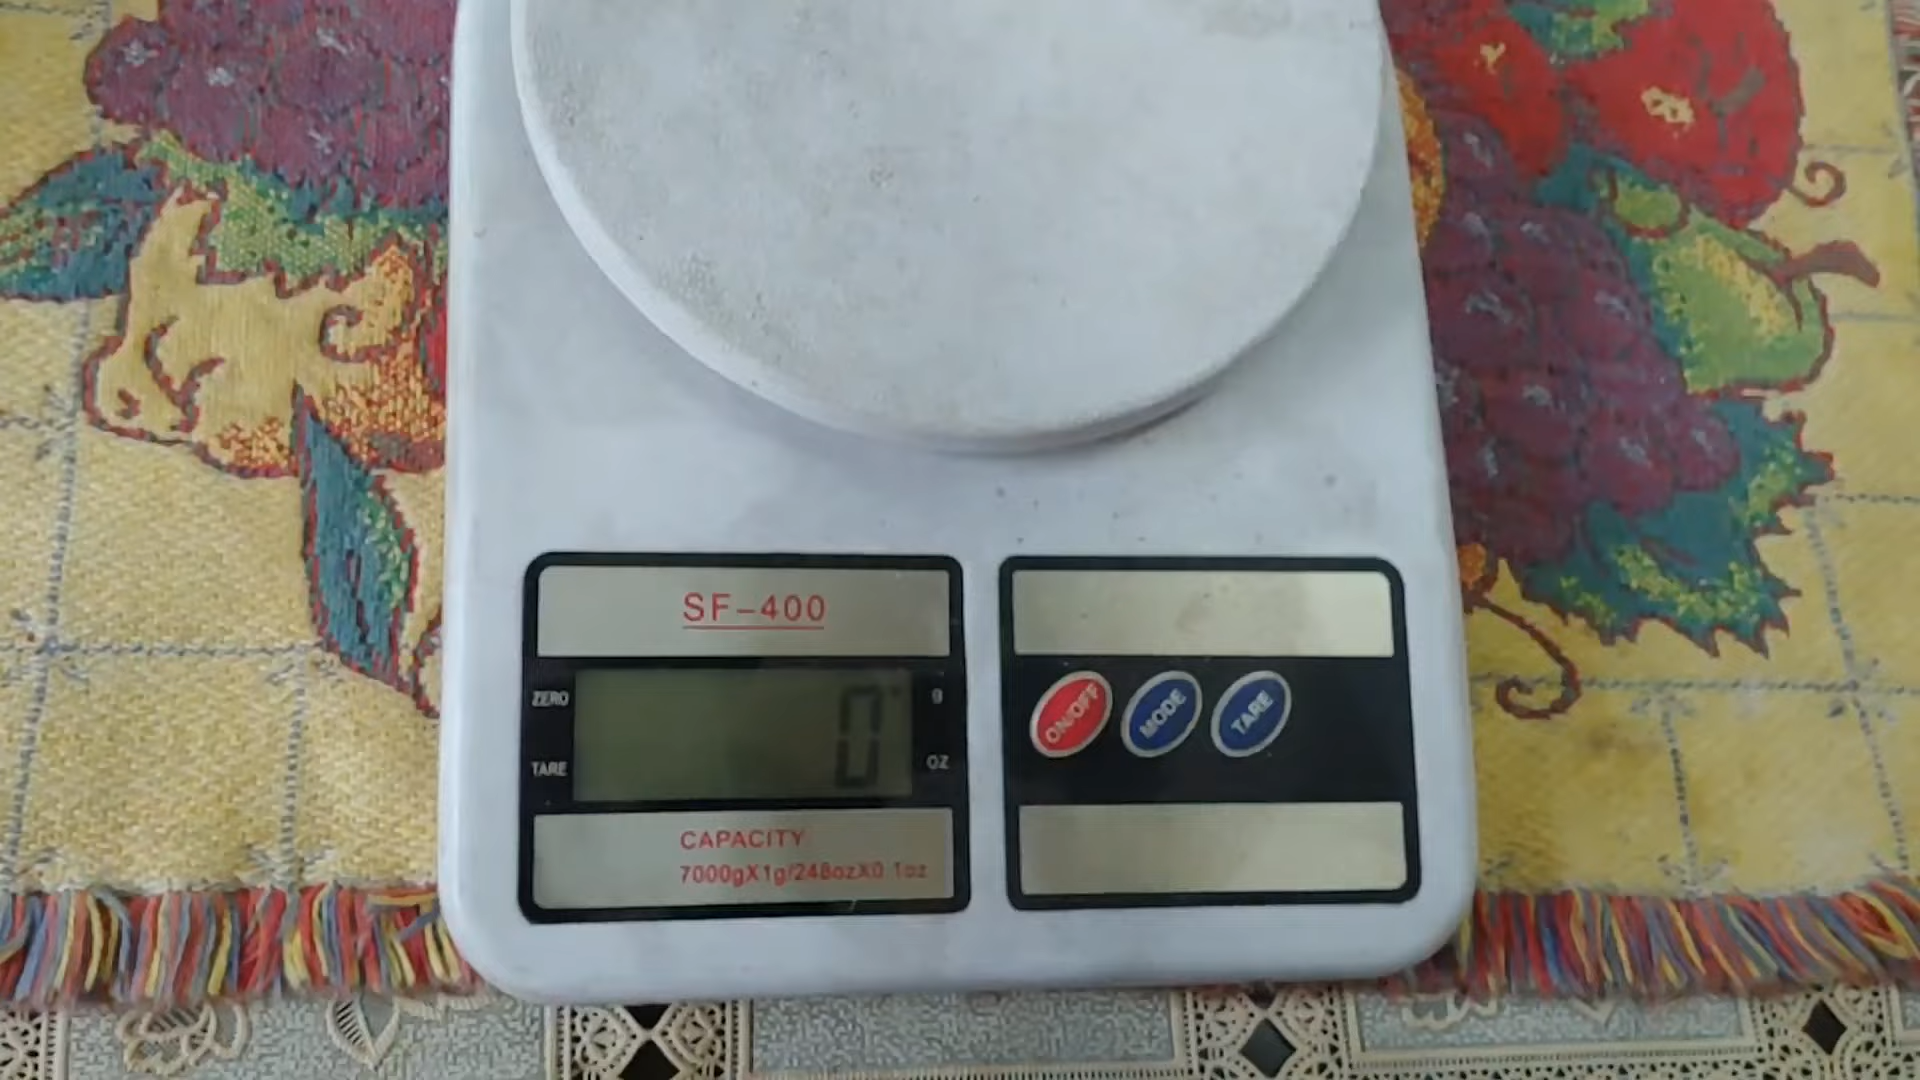 SF-400
ZERO
0
g
TARE
OZ
CAPACITY
7000gX1g/248ozX0.1oz
ON/OFF
MODE
TARE